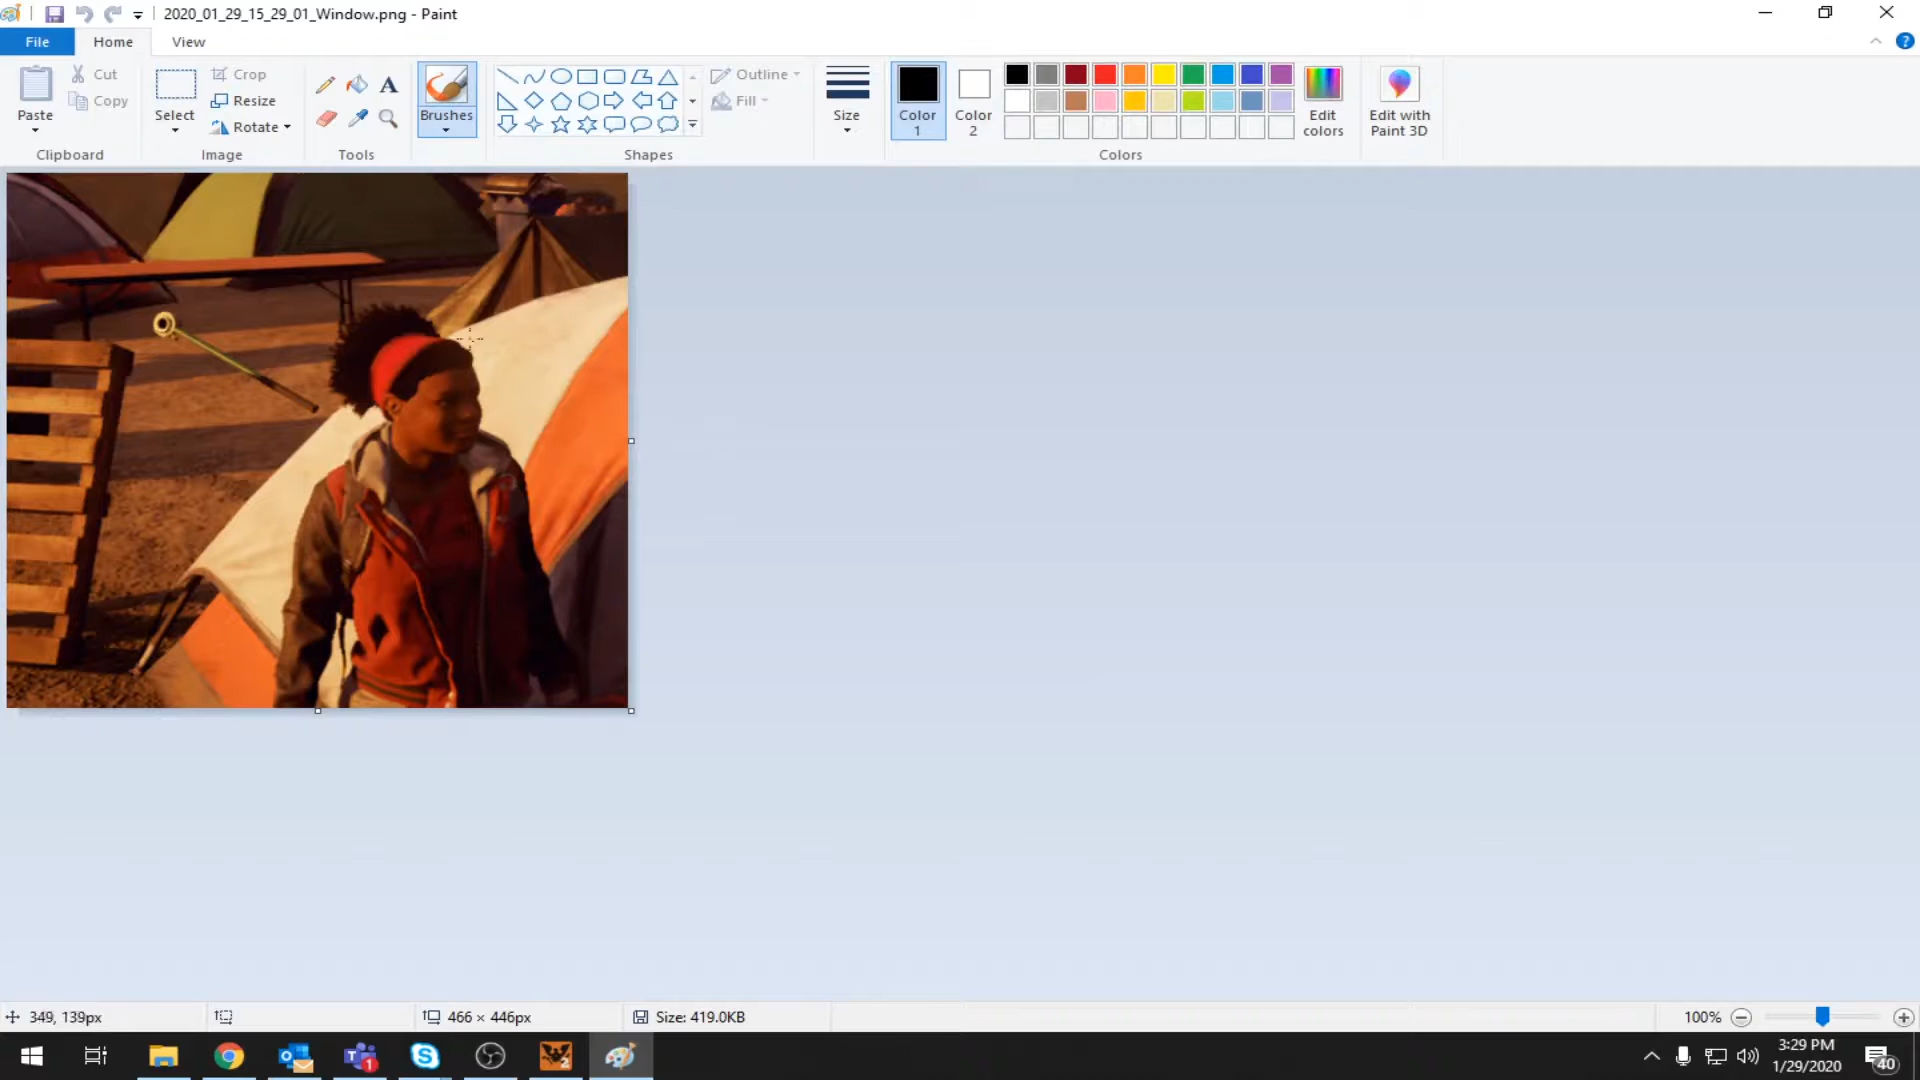 2020_01_29_15_29_01_Window.png - Paint
File
Home
View
Paste
Cut
Copy
Clipboard
Select
Crop
Resize
Rotate
Image
A
Tools
Brushes
Shapes
Outline
Fill
Size
Color 1
Color 2
Colors
Edit colors
Edit with Paint 3D
?
349, 139px
466 × 446px
Size: 419.0KB
100%
1
2
3:29 PM
1/29/2020
40